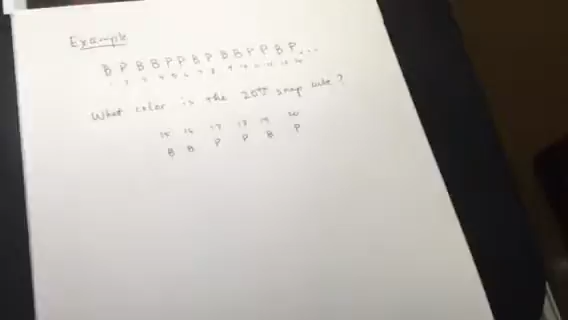 Example
B P B B P P B P B B P P B P...
What color is the 20th snap cube?
15 16 17 18 19 20
B B P P B P